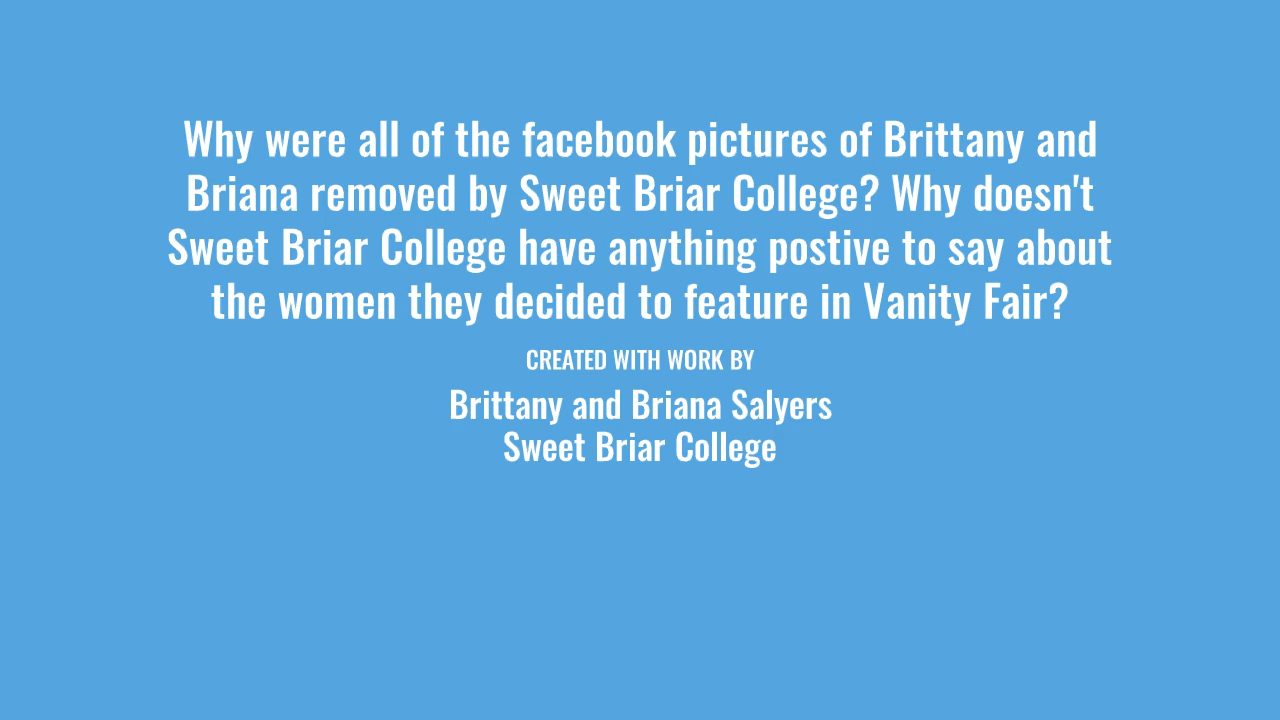 Why were all of the facebook pictures of Brittany and
Briana removed by Sweet Briar College? Why doesn't
Sweet Briar College have anything postive to say about
the women they decided to feature in Vanity Fair?
CREATED WITH WORK BY
Brittany and Briana Salyers
Sweet Briar College